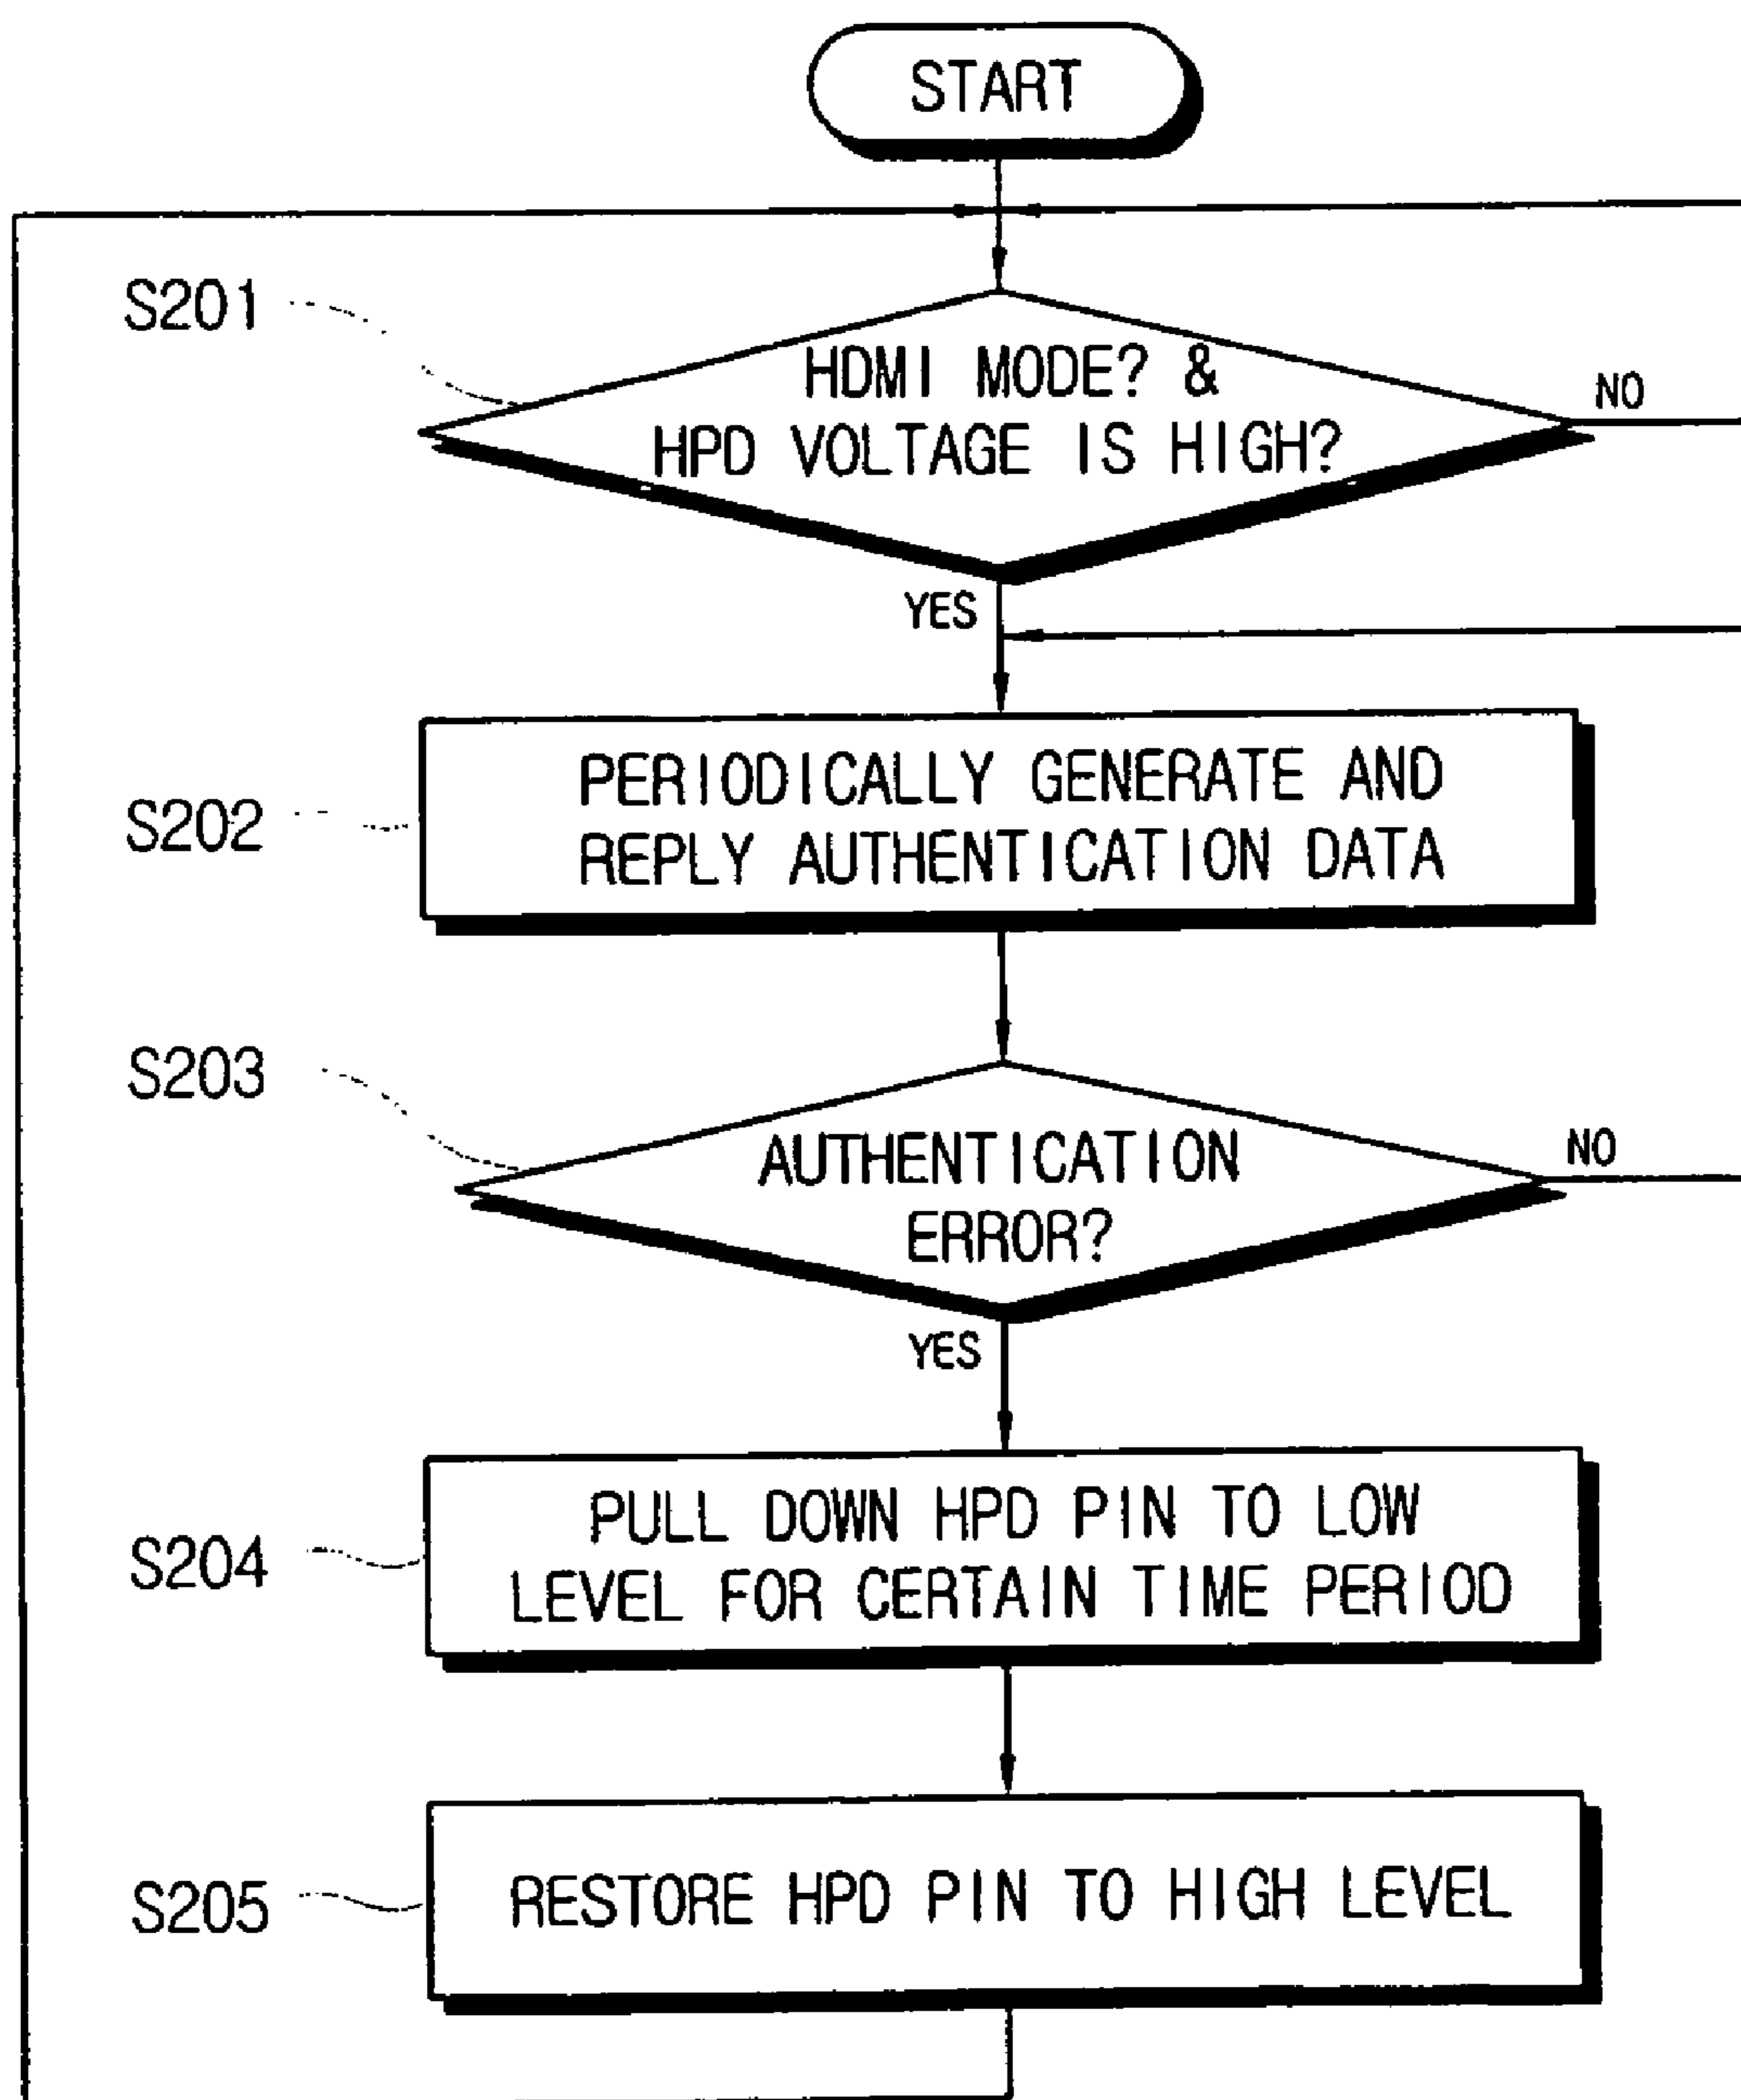 START
S201
HDMI MODE? &
HPD VOLTAGE IS HIGH?
NO
YES
S202
PERIODICALLY GENERATE AND
REPLY AUTHENTICATION DATA
S203
AUTHENTICATION
ERROR?
NO
YES
S204
PULL DOWN HPD PIN TO LOW
LEVEL FOR CERTAIN TIME PERIOD
S205
RESTORE HPD PIN TO HIGH LEVEL